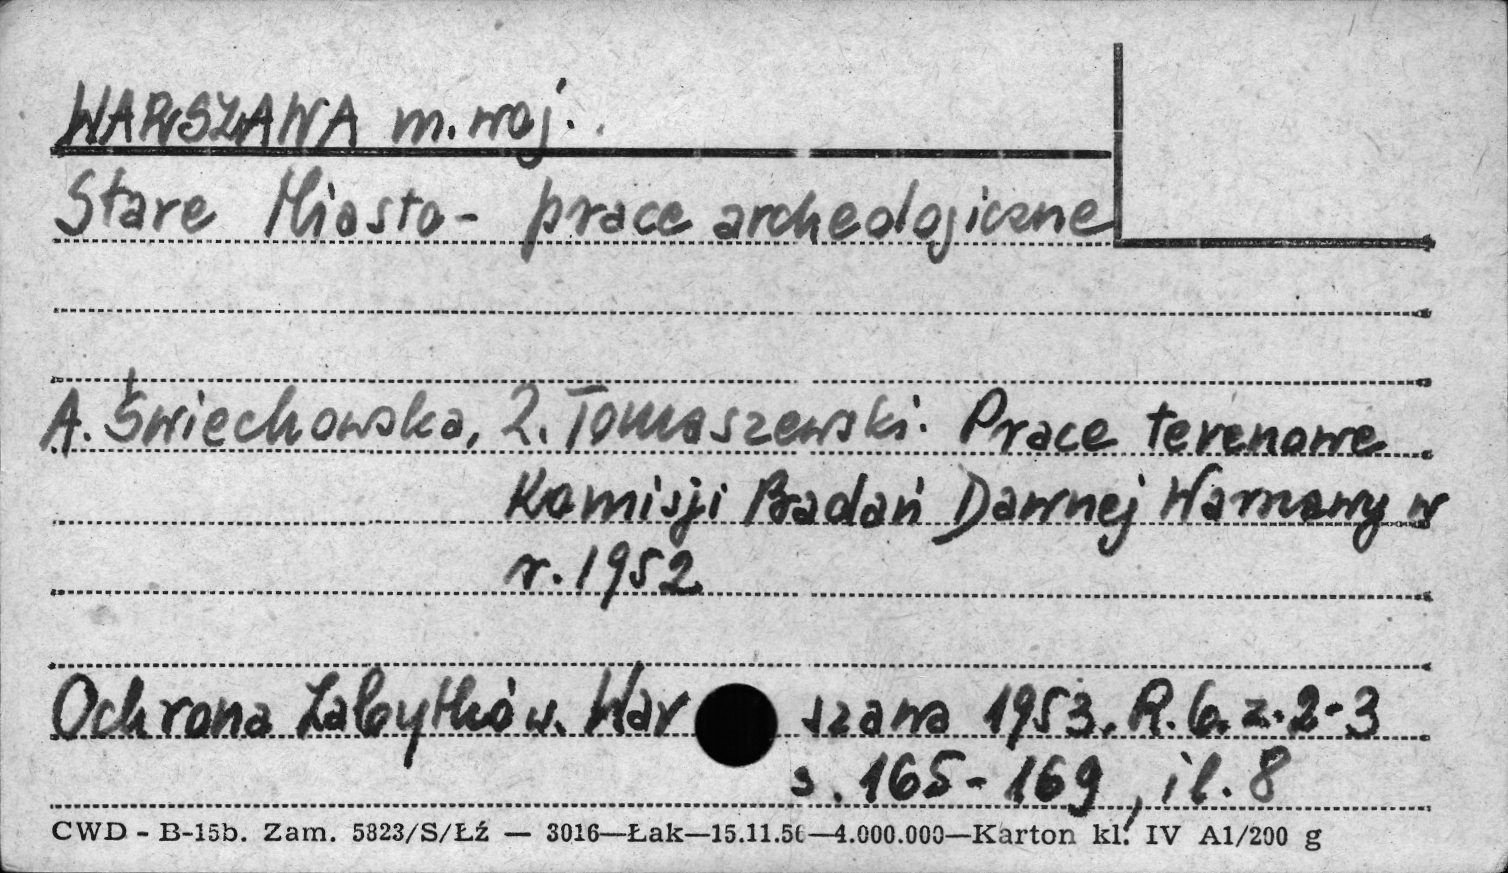 WARSZAWA m. woj.
Stare Miasto - prace archeologiczne
A. Świechowska, Z. Tomaszewski: Prace terenowe
Komisji Badań Dawnej Warszawy w
r. 1952
Ochrona Zabytków. Warszawa 1953. R. 6. z. 2-3
s. 165-169, il. 8
CWD - B-15b. Zam. 5823/S/Łź — 3016—Łak—15.11.56—4.000.000—Karton kl. IV A1/200 g